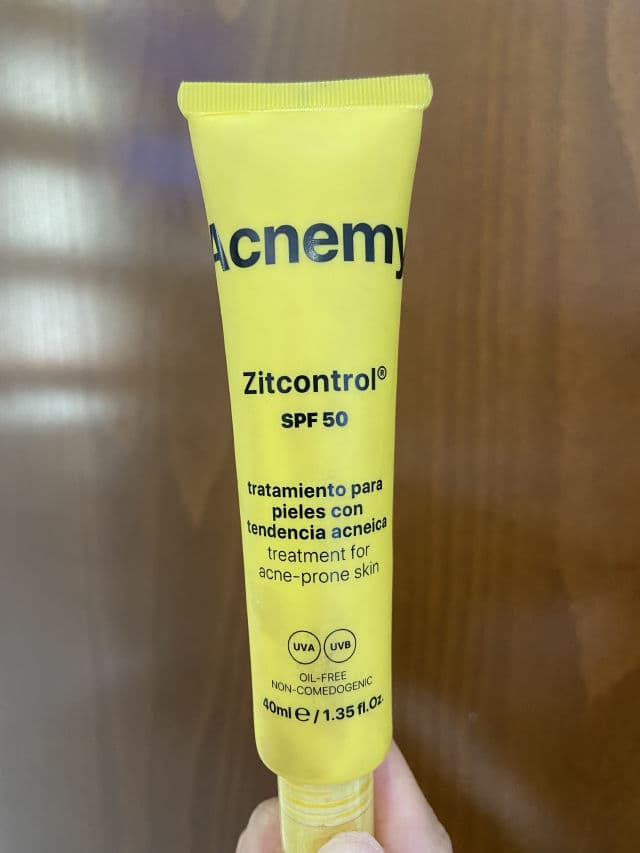 Acnemy
Zitcontrol®
SPF 50
tratamiento para
pieles con
tendencia acneica
treatment for
acne-prone skin
UVA UVB
OIL-FREE
NON-COMEDOGENIC
40ml ℮ / 1.35 fl.Oz.